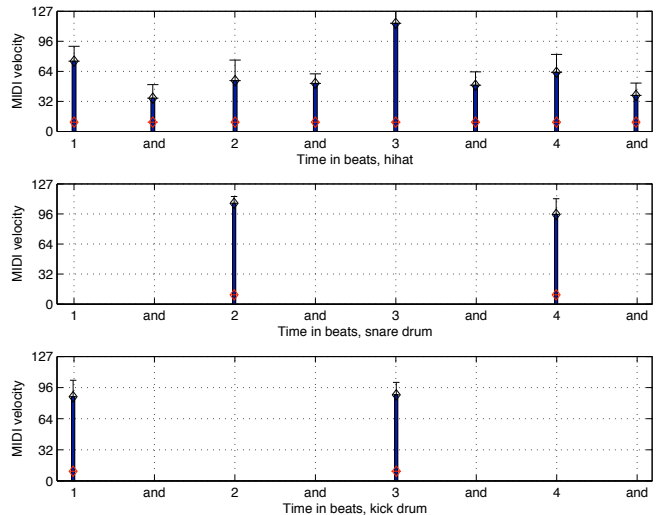 127
96
64
32
0
MIDI velocity
1 and 2 and 3 and 4 and
Time in beats, hihat
127
96
64
32
0
MIDI velocity
1 and 2 and 3 and 4 and
Time in beats, snare drum
127
96
64
32
0
MIDI velocity
1 and 2 and 3 and 4 and
Time in beats, kick drum